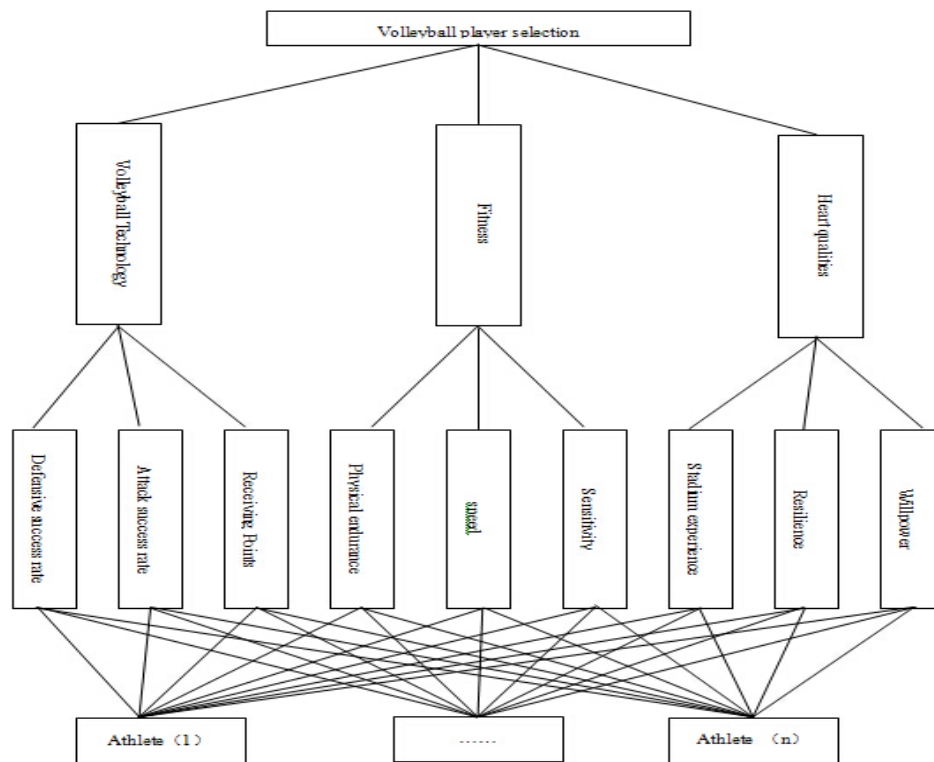 Volleyball player selection
Volleyball Technology
Fitness
Heart qualities
Defensive success rate
Attack success rate
Receiving Points
Physical endurance
speed
Sensitivity
Stadium experience
Resilience
Willpower
Athlete（1）
……
Athlete （n）